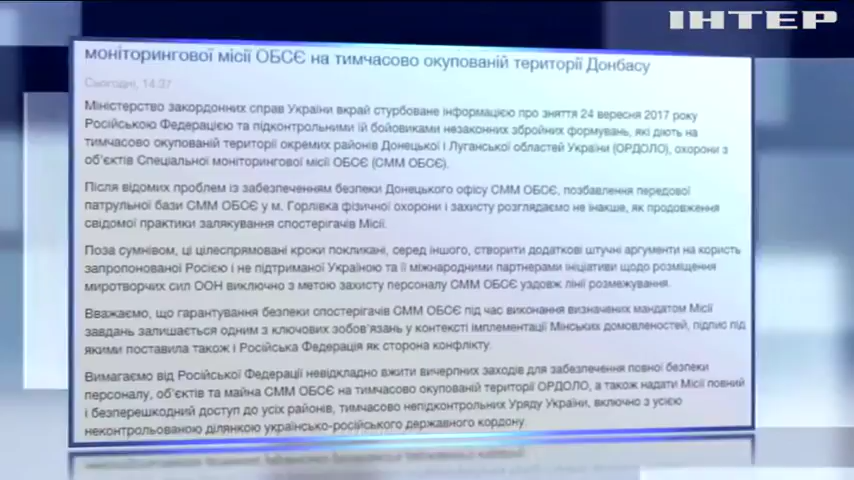 ІНТЕР
моніторингової місії ОБСЄ на тимчасово окупованій території Донбасу
Сьогодні, 14:37
Міністерство закордонних справ України вкрай стурбоване інформацією про зняття 24 вересня 2017 року
Російською Федерацією та підконтрольними їй бойовиками незаконних збройних формувань, які діють на
тимчасово окупованій території окремих районів Донецької і Луганської областей України (ОРДОЛО), охорони з
об'єктів Спеціальної моніторингової місії ОБСЄ (СММ ОБСЄ).
Після відомих проблем із забезпеченням безпеки Донецького офісу СММ ОБСЄ, позбавлення передової
патрульної бази СММ ОБСЄ у м. Горлівка фізичної охорони і захисту розглядаємо не інакше, як продовження
свідомої практики залякування спостерігачів Місії.
Поза сумнівом, ці цілеспрямовані кроки покликані, серед іншого, створити додаткові штучні аргументи на користь
запропонованої Росією і не підтриманої Україною та її міжнародними партнерами ініціативи щодо розміщення
миротворчих сил ООН виключно з метою захисту персоналу СММ ОБСЄ уздовж лінії розмежування.
Вважаємо, що гарантування безпеки спостерігачів СММ ОБСЄ під час виконання визначених мандатом Місії
завдань залишається одним з ключових зобов'язань у контексті імплементації Мінських домовленостей, підпис під
якими поставила також і Російська Федерація як сторона конфлікту.
Вимагаємо від Російської Федерації невідкладно вжити вичерпних заходів для забезпечення повної безпеки
персоналу, об'єктів та майна СММ ОБСЄ на тимчасово окупованій території ОРДОЛО, а також надати Місії повний
і безперешкодний доступ до усіх районів, тимчасово непідконтрольних Уряду України, включно з усією
неконтрольованою ділянкою українсько-російського державного кордону.